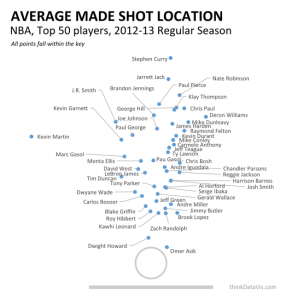 AVERAGE MADE SHOT LOCATION
NBA, Top 50 players, 2012-13 Regular Season
All points fall within the key
Stephen Curry
Jarrett Jack
Nate Robinson
Paul Pierce
Brandon Jennings
J.R. Smith
Klay Thompson
Kevin Garnett
George Hill
Chris Paul
Deron Williams
Joe Johnson
Mike Dunleavy
James Harden
Paul George
Raymond Felton
Kevin Martin
Kevin Durant
Mike Conley
Carmelo Anthony
Jeff Teague
Ty Lawson
Marc Gasol
Pau Gasol
Monta Ellis
Chris Bosh
David West
Andre Iguodala
Chandler Parsons
LeBron James
Reggie Jackson
Tim Duncan
Harrison Barnes
Tony Parker
Al Horford
Josh Smith
Dwyane Wade
Serge Ibaka
Gerald Wallace
Carlos Boozer
Jeff Green
Andre Miller
Blake Griffin
Jimmy Butler
Roy Hibbert
Brook Lopez
Kawhi Leonard
Zach Randolph
Dwight Howard
Omer Asik
thinkDataVis.com